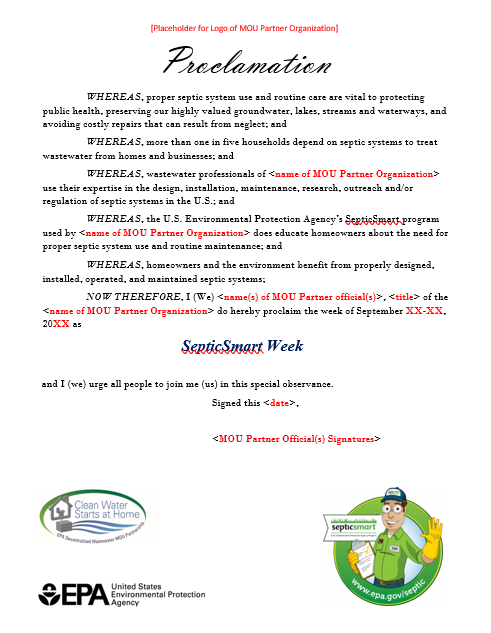 [Placeholder for Logo of MOU Partner Organization]
Proclamation
WHEREAS, proper septic system use and routine care are vital to protecting
public health, preserving our highly valued groundwater, lakes, streams and waterways, and
avoiding costly repairs that can result from neglect; and
WHEREAS, more than one in five households depend on septic systems to treat
wastewater from homes and businesses; and
WHEREAS, wastewater professionals of <name of MOU Partner Organization>
use their expertise in the design, installation, maintenance, research, outreach and/or
regulation of septic systems in the U.S.; and
WHEREAS, the U.S. Environmental Protection Agency's SepticSmart program
used by <name of MOU Partner Organization> does educate homeowners about the need for
proper septic system use and routine maintenance; and
WHEREAS, homeowners and the environment benefit from properly designed,
installed, operated, and maintained septic systems;
NOW THEREFORE, I (We) <name(s) of MOU Partner official(s)>, <title> of the
<name of MOU Partner Organization> do hereby proclaim the week of September XX-XX,
20XX as
SepticSmart Week
and I (we) urge all people to join me (us) in this special observance.
Signed this <date>,
<MOU Partner Official(s) Signatures>
Clean Water
Starts at Home
EPA Decentralized Wastewater MOU Partnership
septicsmart
www.epa.gov/septic
EPA
United States
Environmental Protection
Agency